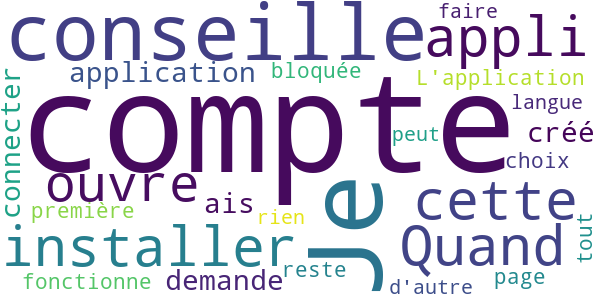 faire
conseille appli
application bloquée L'application
compte langue
connecter peut créé
choix
ouvre ais cette
première rien
Je
installer Quand tout
fonctionne demande reste d'autre page